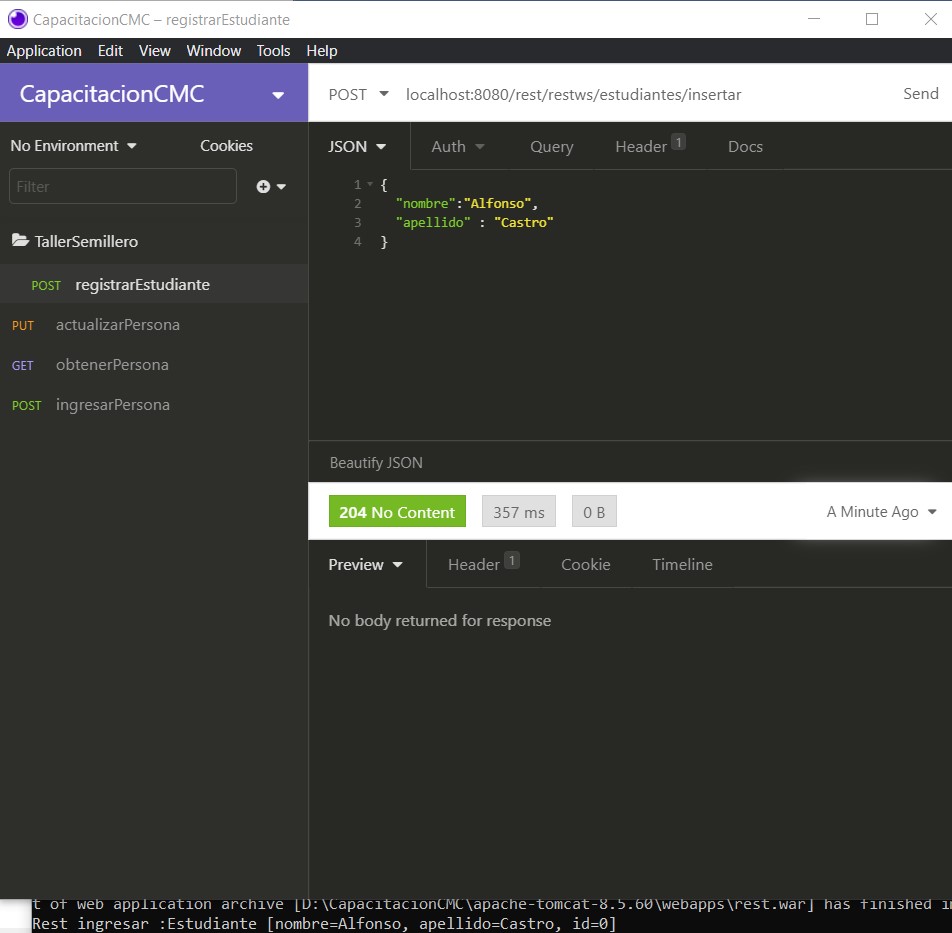 CapacitacionCMC – registrarEstudiante
Application Edit View Window Tools Help
CapacitacionCMC
POST localhost:8080/rest/restws/estudiantes/insertar Send
No Environment Cookies
JSON Auth Query Header 1 Docs
Filter
1 {
2 "nombre":"Alfonso",
3 "apellido" : "Castro"
4 }
TallerSemillero
POST registrarEstudiante
PUT actualizarPersona
GET obtenerPersona
POST ingresarPersona
Beautify JSON
204 No Content 357 ms 0 B A Minute Ago
Preview Header 1 Cookie Timeline
No body returned for response
t of web application archive [D:\CapacitacionCMC\apache-tomcat-8.5.60\webapps\rest.war] has finished in
Rest ingresar :Estudiante [nombre=Alfonso, apellido=Castro, id=0]